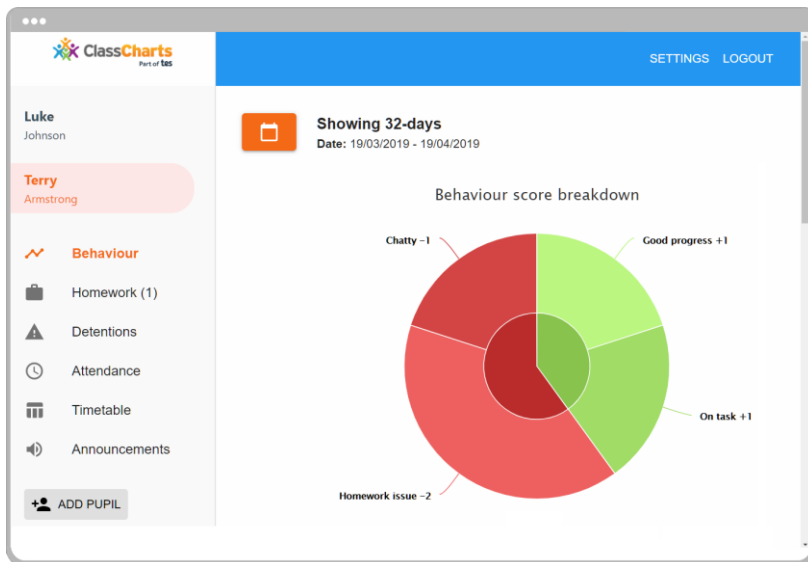 ClassCharts
Part of tes
SETTINGS LOGOUT
Luke
Johnson
Terry
Armstrong
Behaviour
Homework (1)
Detentions
Attendance
Timetable
Announcements
ADD PUPIL
Showing 32-days
Date: 19/03/2019 - 19/04/2019
Behaviour score breakdown
Chatty -1
Good progress +1
On task +1
Homework issue -2